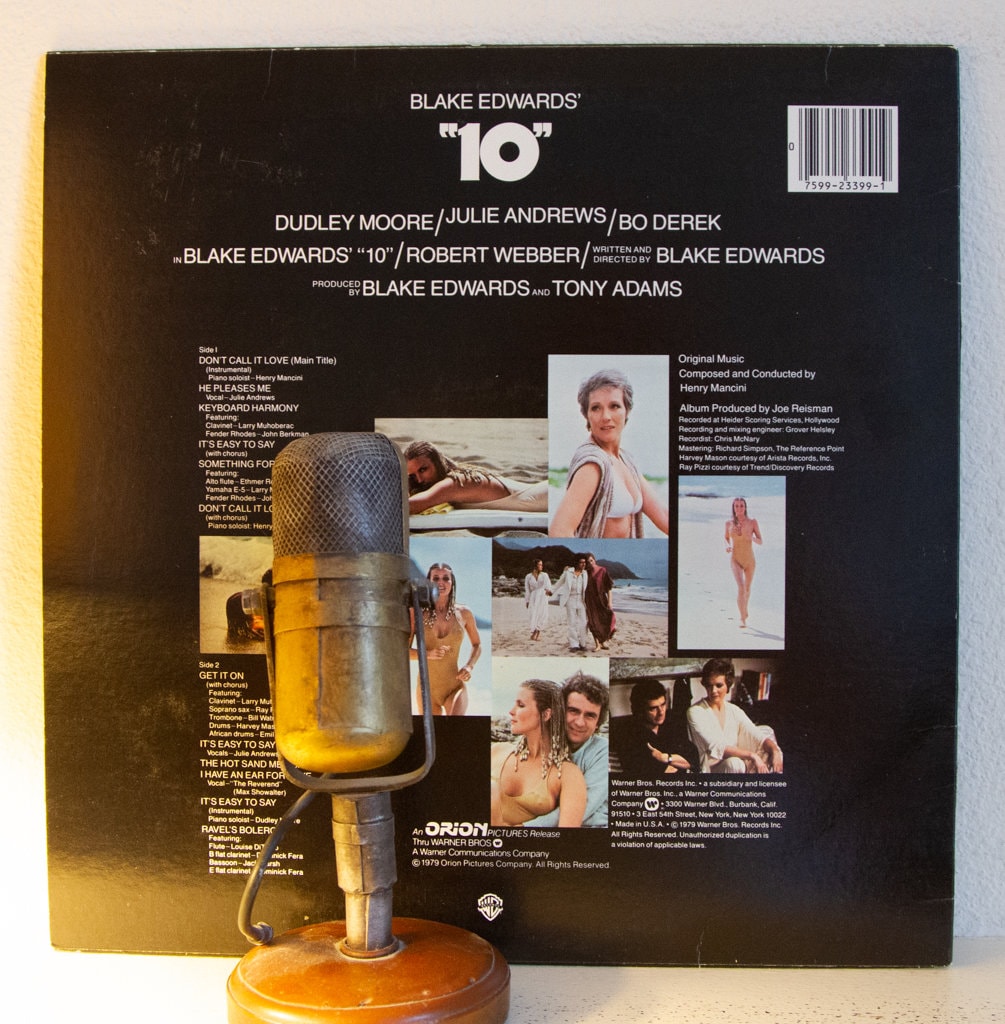 BLAKE EDWARDS'
"10"
0
7599-23399-1
DUDLEY MOORE/JULIE ANDREWS/BO DEREK
IN BLAKE EDWARDS' "10"/ROBERT WEBBER/WRITTEN AND DIRECTED BY BLAKE EDWARDS
PRODUCED BY BLAKE EDWARDS AND TONY ADAMS
Side I
DON'T CALL IT LOVE (Main Title)
(Instrumental)
Piano soloist–Henry Mancini
HE PLEASES ME
Vocal–Julie Andrews
KEYBOARD HARMONY
Featuring:
Clavinet–Larry Muhoberac
Fender Rhodes–John Berkman
IT'S EASY TO SAY
(with chorus)
SOMETHING FOR
Featuring:
Alto flute–Ethmer
Yamaha E-5–Larry
Fender Rhodes–
DON'T CALL IT
(with chorus)
Piano soloist: Henry
Side 2
GET IT ON
(with chorus)
Featuring:
Clavinet–Larry
Soprano sax–Ray
Trombone–Bill
Drums–Harvey
African drums–Emil
IT'S EASY TO SAY
Vocals–Julie Andrews
THE HOT SAND
I HAVE AN EAR FOR
Vocal–"The Reverend"
(Max Showalter)
IT'S EASY TO SAY
(Instrumental)
Piano soloist–Dudley
RAVEL'S BOLERO
Featuring:
Flute–Louise
B flat clarinet– Fera
Bassoon–
E flat clarinet– Fera
Original Music
Composed and Conducted by
Henry Mancini
Album Produced by Joe Reisman
Recorded at Heider Scoring Services, Hollywood
Recording and mixing engineer: Grover Helsley
Recordist: Chris McNary
Mastering: Richard Simpson, The Reference Point
Harvey Mason courtesy of Arista Records, Inc.
Ray Pizzi courtesy of Trend/Discovery Records
Warner Bros. Records Inc. • a subsidiary and licensee
of Warner Bros. Inc., a Warner Communications
Company W • 3300 Warner Blvd., Burbank, Calif.
91510 • 3 East 54th Street, New York, New York 10022
• Made in U.S.A. • © 1979 Warner Bros. Records Inc.
All Rights Reserved. Unauthorized duplication is
a violation of applicable laws.
An ORION PICTURES Release
Thru WARNER BROS W
A Warner Communications Company
© 1979 Orion Pictures Company. All Rights Reserved.